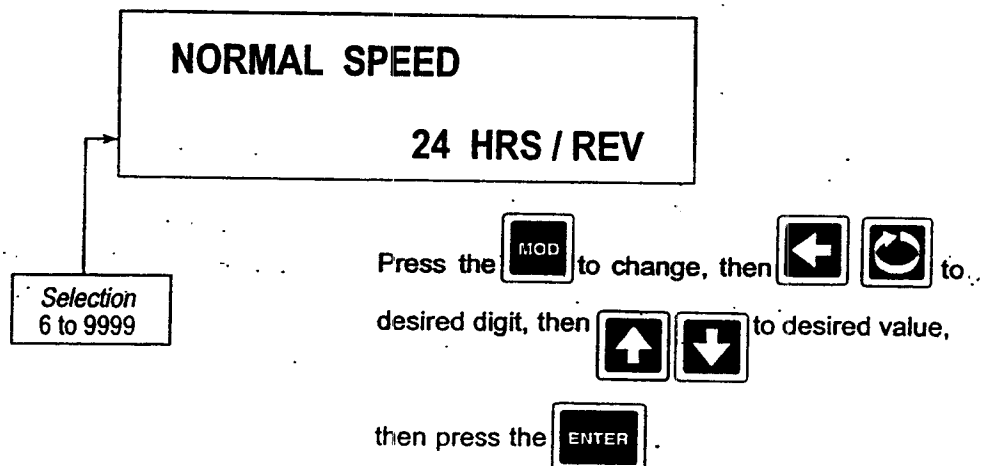 NORMAL SPEED
24 HRS / REV
Selection
6 to 9999
Press the MOD to change, then to
desired digit, then to desired value,
then press the ENTER .